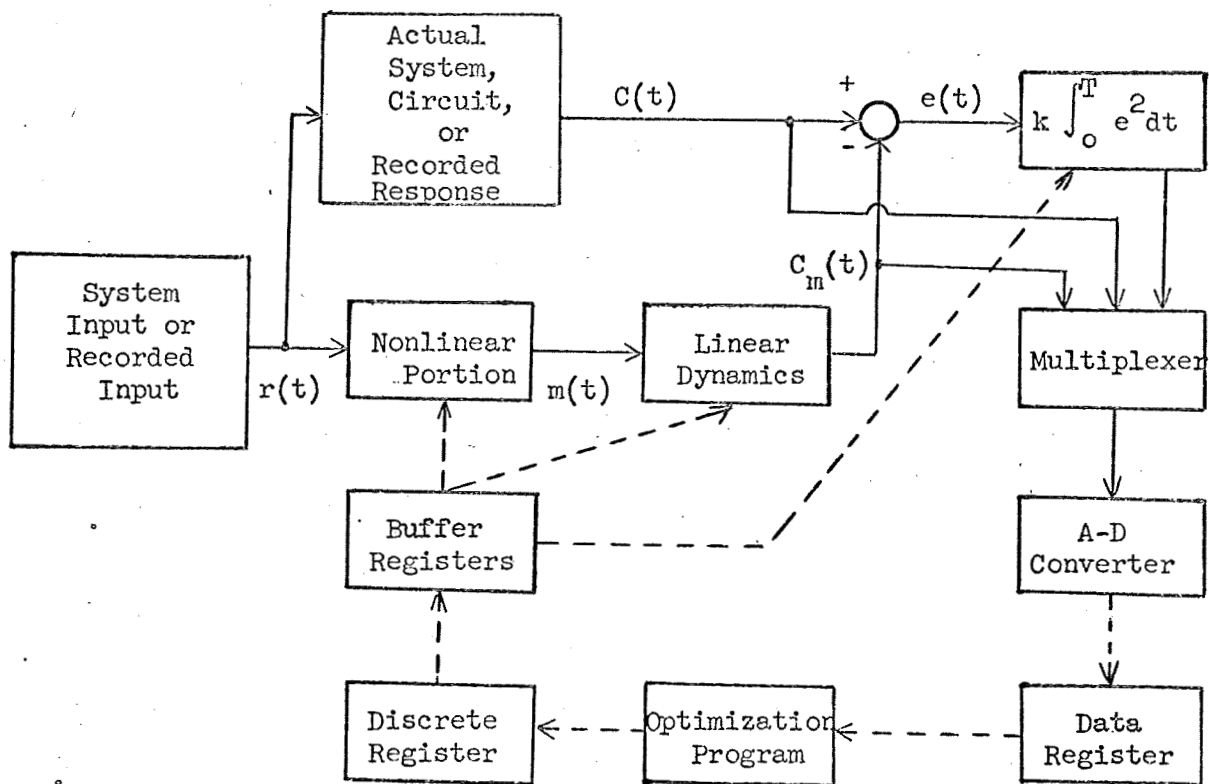 Actual
System,
Circuit,
or
Recorded
Response
C(t)
+
-
e(t)
k ∫_o^T e^2dt
System
Input or
Recorded
Input
r(t)
Nonlinear
Portion
m(t)
Linear
Dynamics
C_m(t)
Multiplexer
Buffer
Registers
A-D
Converter
Discrete
Register
Optimization
Program
Data
Register